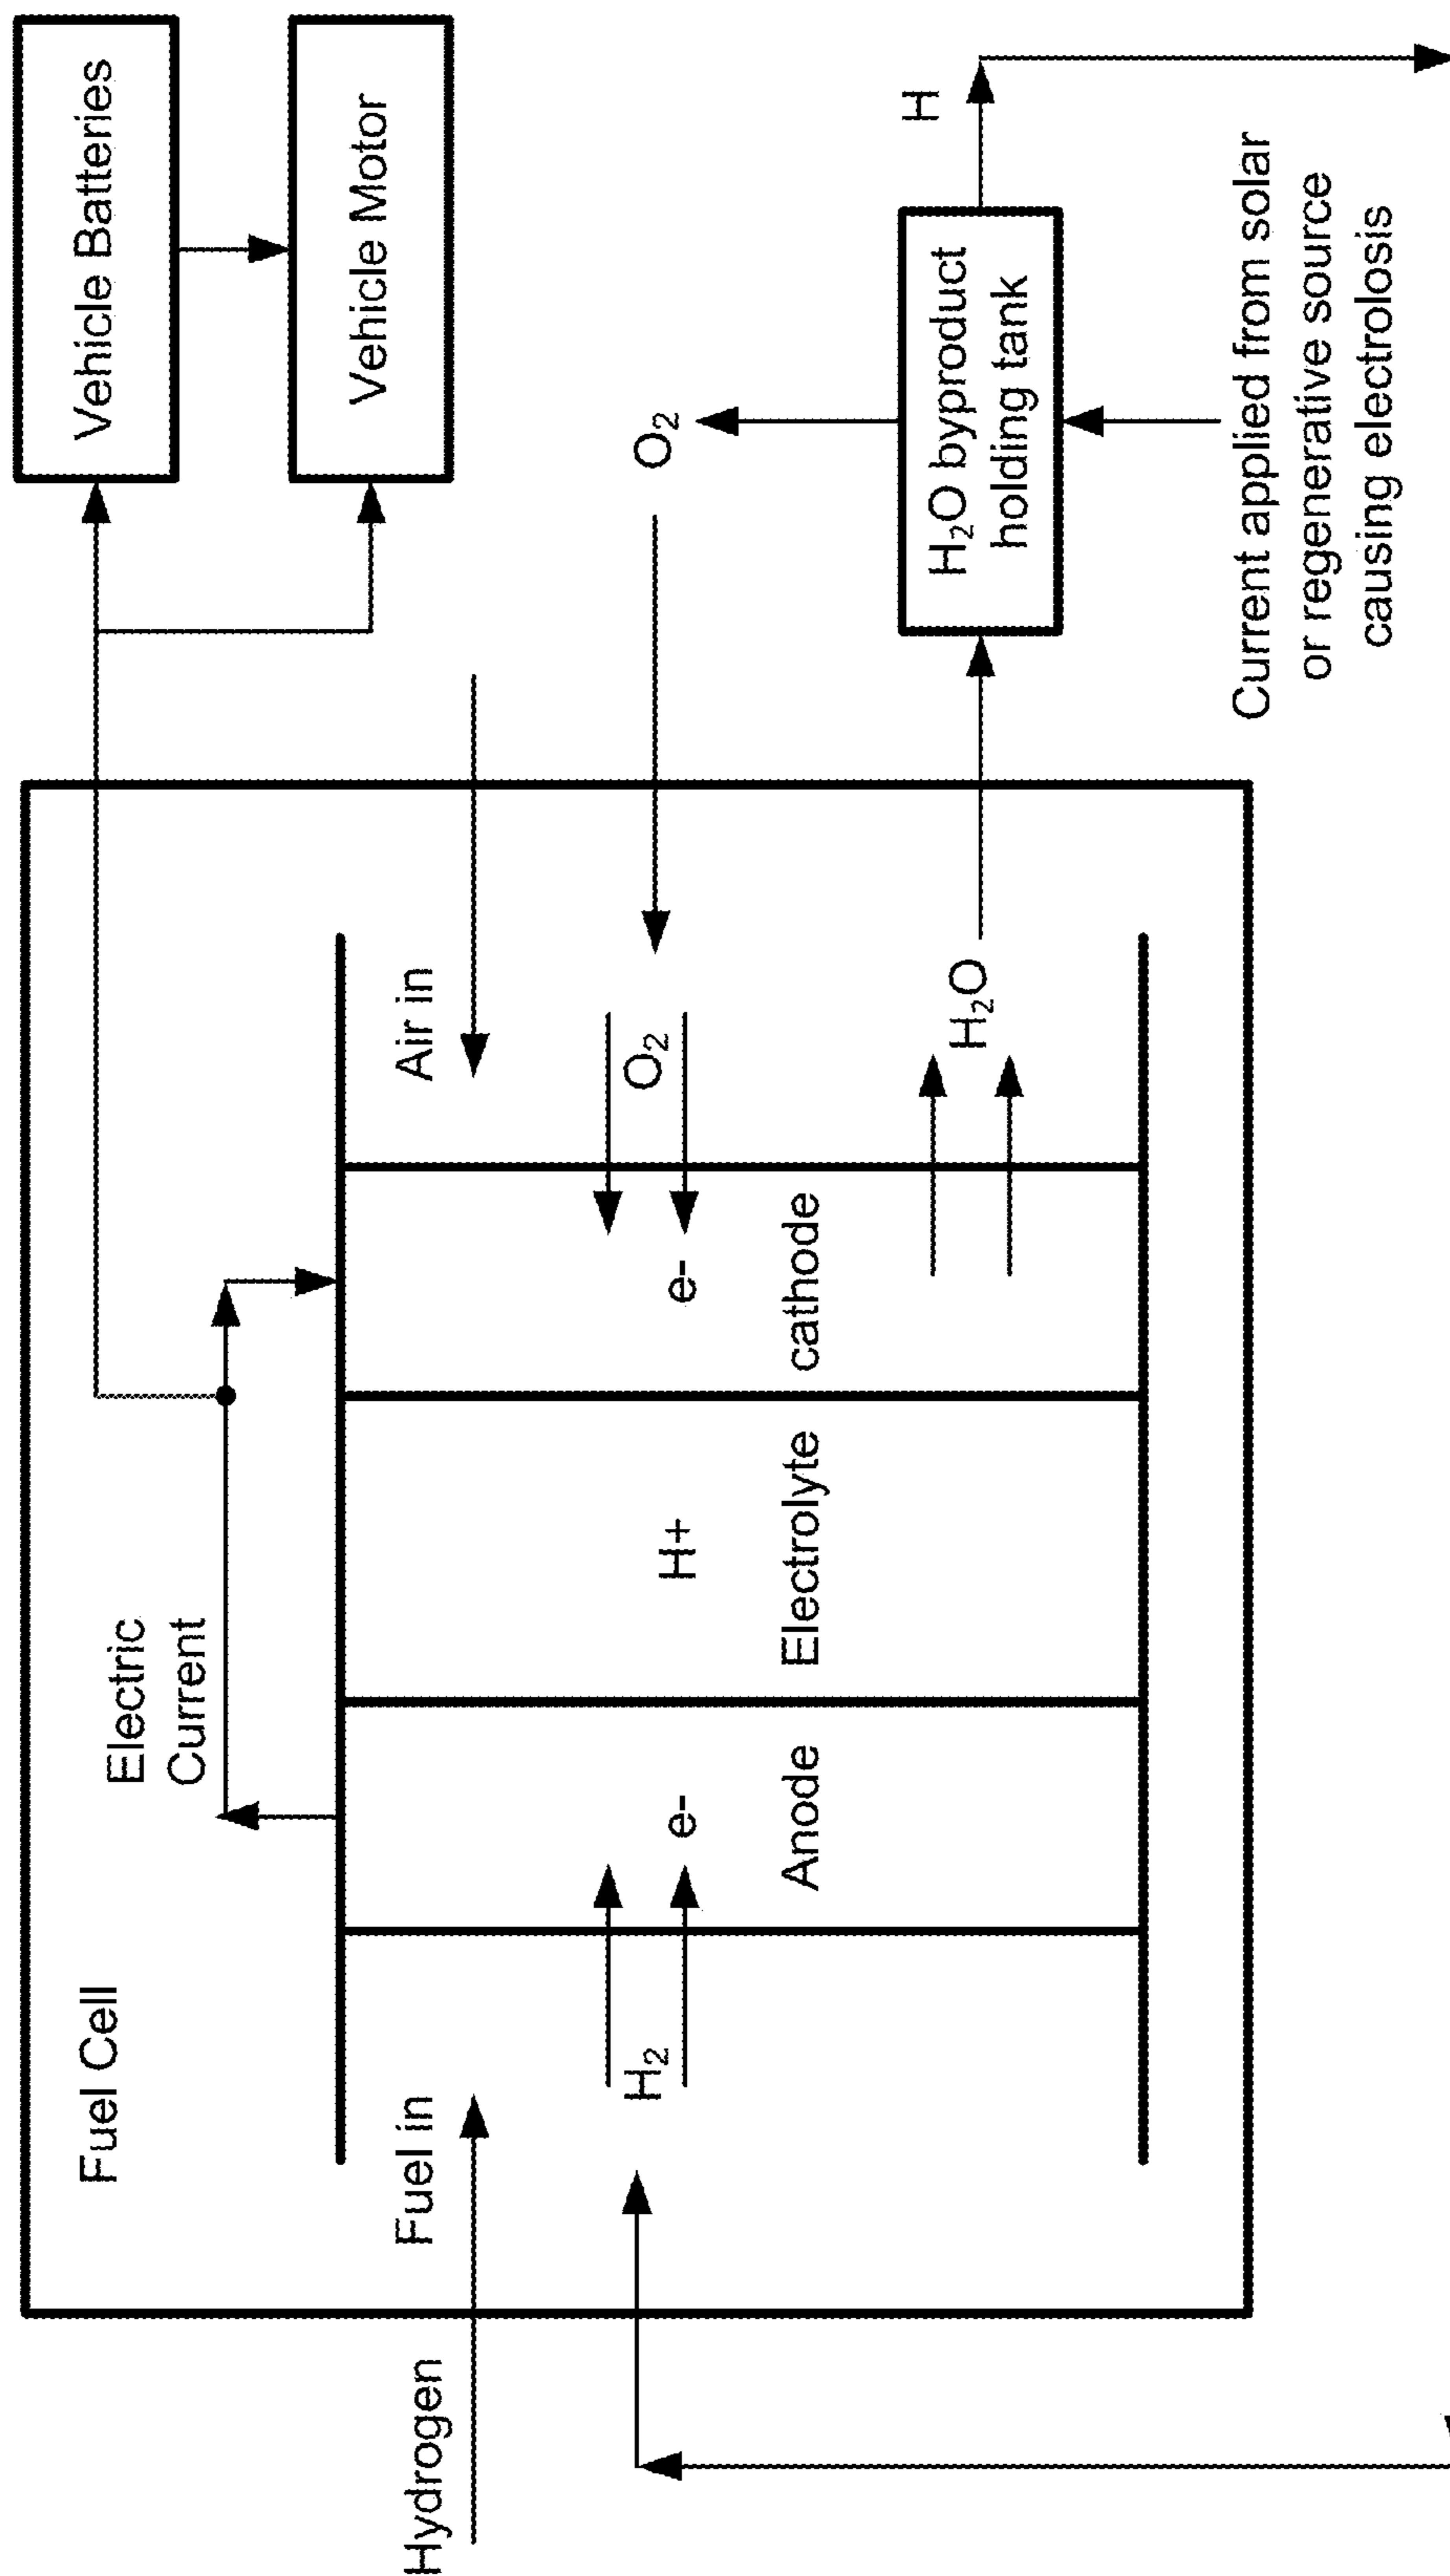 Fuel Cell
Electric
Current
Vehicle Batteries
Vehicle Motor
Hydrogen
Fuel in
Air in
H₂
O₂
O₂
e-
H+
e-
Anode
Electrolyte
cathode
H₂O
H₂O byproduct
holding tank
H
Current applied from solar
or regenerative source
causing electrolosis